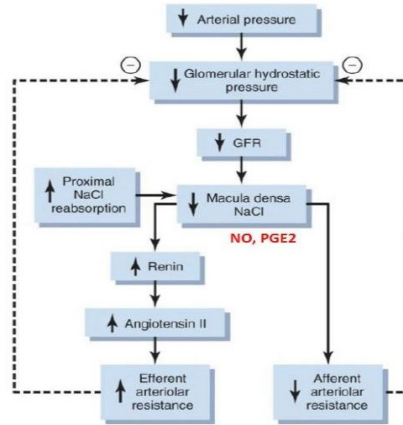 Arterial pressure
Glomerular hydrostatic
pressure
GFR
Proximal
NaCl
reabsorption
Macula densa
NaCl
NO, PGE2
Renin
Angiotensin II
Efferent
arteriolar
resistance
Afferent
arteriolar
resistance